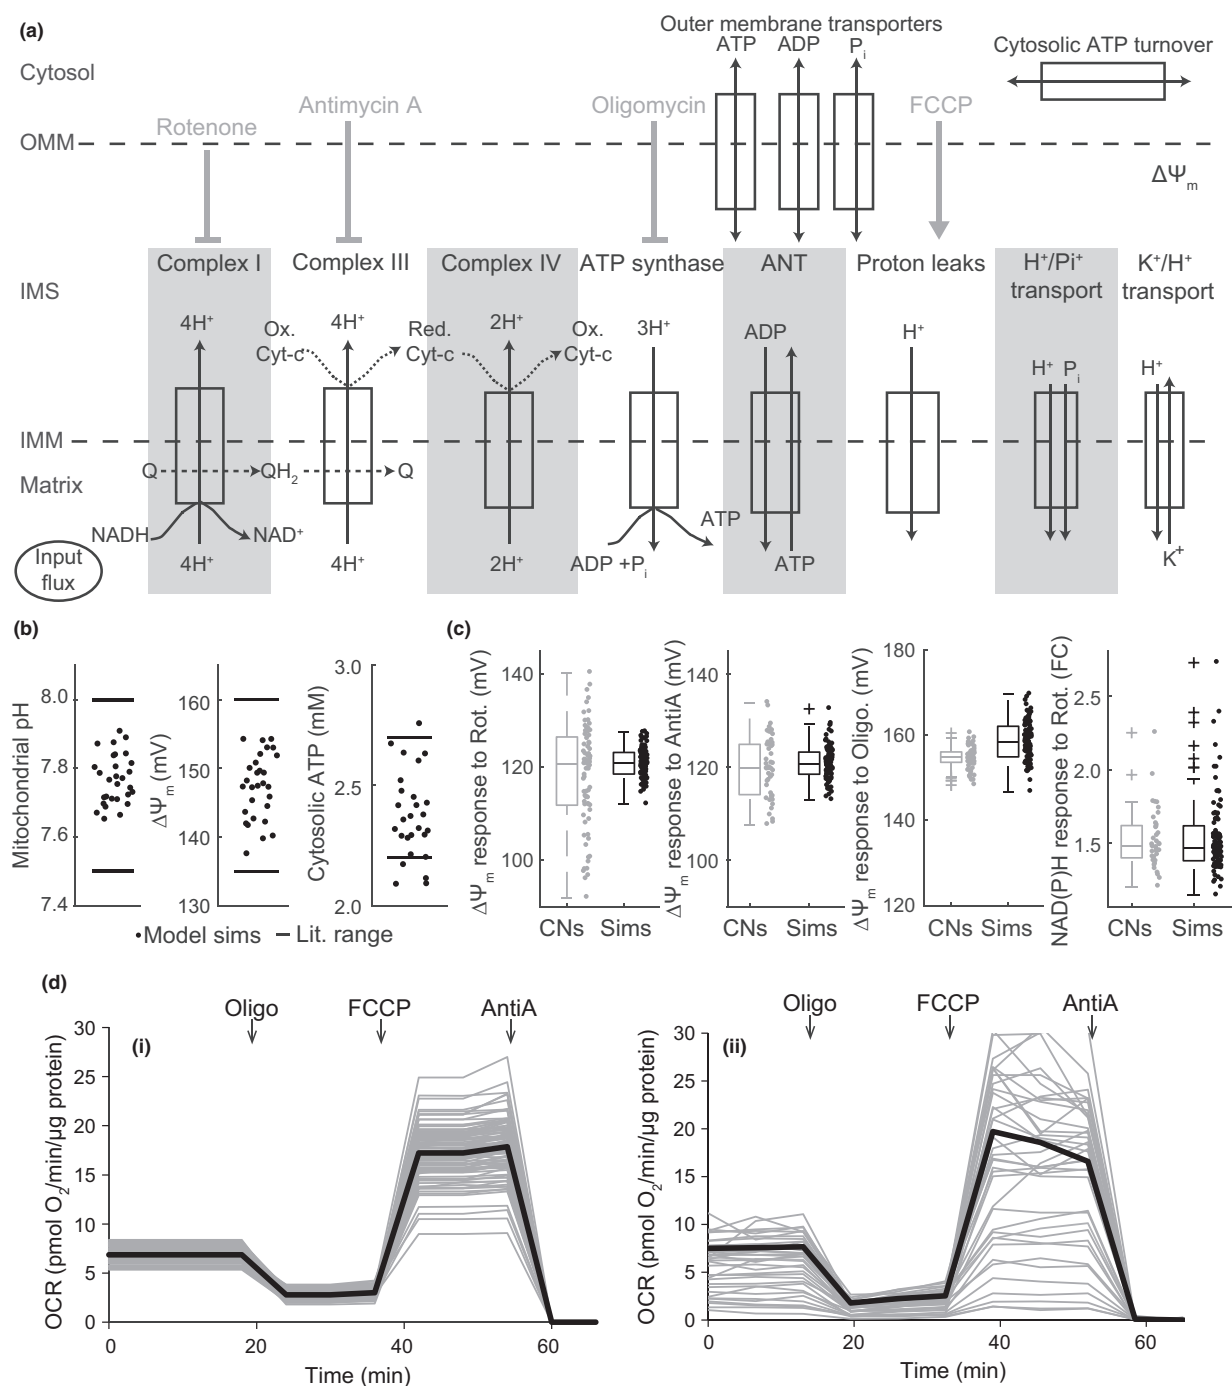 (a)
Outer membrane transporters
Cytosol
ATP ADP Pi
Cytosolic ATP turnover
Rotenone Antimycin A Oligomycin FCCP
OMM
ΔΨm
Complex I Complex III Complex IV ATP synthase ANT Proton leaks H+/Pi+ transport K+/H+ transport
IMS
4H+ Ox. Cyt-c 4H+ Red. Cyt-c 2H+ Ox. Cyt-c 3H+ ADP H+ H+ Pi H+
IMM
Q QH2 Q
Matrix
NADH NAD+ ATP
Input flux
4H+ 4H+ 2H+ ADP +Pi ATP K+
(b)
Mitochondrial pH
8.0
7.8
7.6
7.4
ΔΨm (mV)
160
150
140
130
Cytosolic ATP (mM)
3.0
2.5
2.0
•Model sims — Lit. range
(c)
ΔΨm response to Rot. (mV)
140
120
100
CNs Sims
ΔΨm response to AntiA (mV)
140
120
100
CNs Sims
ΔΨm response to Oligo. (mV)
180
160
140
120
CNs Sims
NAD(P)H response to Rot. (FC)
2.5
2.0
1.5
CNs Sims
(d)
(i)
Oligo FCCP AntiA
OCR (pmol O2/min/µg protein)
30
25
20
15
10
5
0
0 20 40 60
Time (min)
(ii)
Oligo FCCP AntiA
OCR (pmol O2/min/µg protein)
30
25
20
15
10
5
0
0 20 40 60
Time (min)